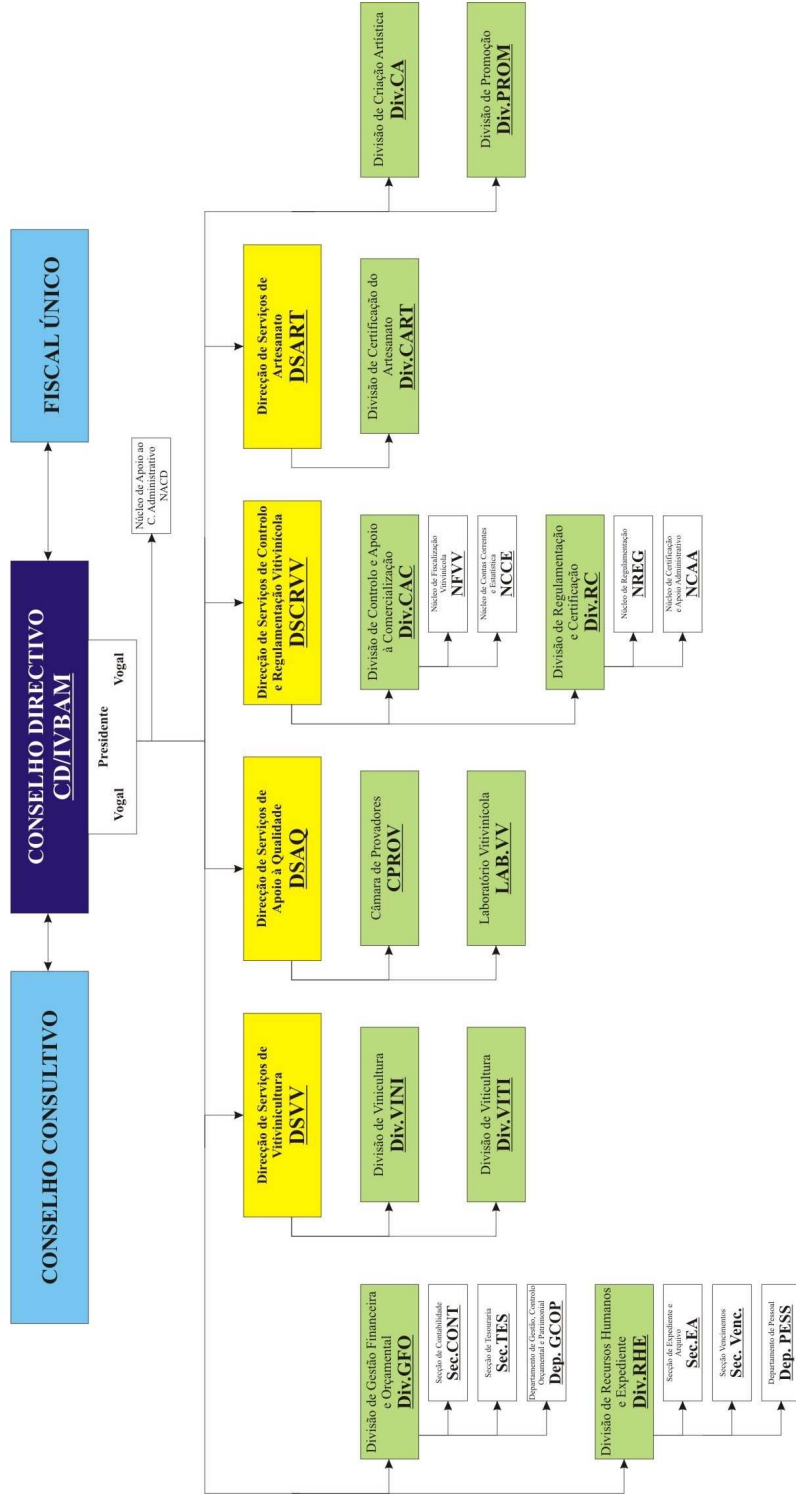 CONSELHO CONSULTIVO
CONSELHO DIRECTIVO
CD/IVBAM
FISCAL ÚNICO
Vogal
Presidente
Vogal
Núcleo de Apoio ao
C. Administrativo
NACD
Direcção de Serviços de
Vitivinicultura
DSVV
Direcção de Serviços de
Apoio à Qualidade
DSAQ
Direcção de Serviços de Controlo
e Regulamentação Vitivinícola
DSCRVV
Direcção de Serviços de
Artesanato
DSART
Divisão de Gestão Financeira
e Orçamental
Div.GFO
Secção de Contabilidade
Sec.CONT
Secção de Tesouraria
Sec.TES
Departamento de Gestão, Controlo
Orçamental e Patrimonial
Dep. GCOP
Divisão de Recursos Humanos
e Expediente
Div.RHE
Secção de Expediente e
Arquivo
Sec.EA
Secção Vencimentos
Sec. Venc.
Departamento de Pessoal
Dep. PESS
Divisão de Vinicultura
Div.VINI
Divisão de Viticultura
Div.VITI
Câmara de Provadores
CPROV
Laboratório Vitivinícola
LAB.VV
Divisão de Controlo e Apoio
à Comercialização
Div.CAC
Núcleo de Fiscalização
Vitivinícola
NFVV
Núcleo de Contas Correntes
e Estatística
NCCE
Divisão de Regulamentação
e Certificação
Div.RC
Núcleo de Regulamentação
NREG
Núcleo de Certificação
e Apoio Administrativo
NCAA
Divisão de Certificação do
Artesanato
Div.CART
Divisão de Criação Artística
Div.CA
Divisão de Promoção
Div.PROM